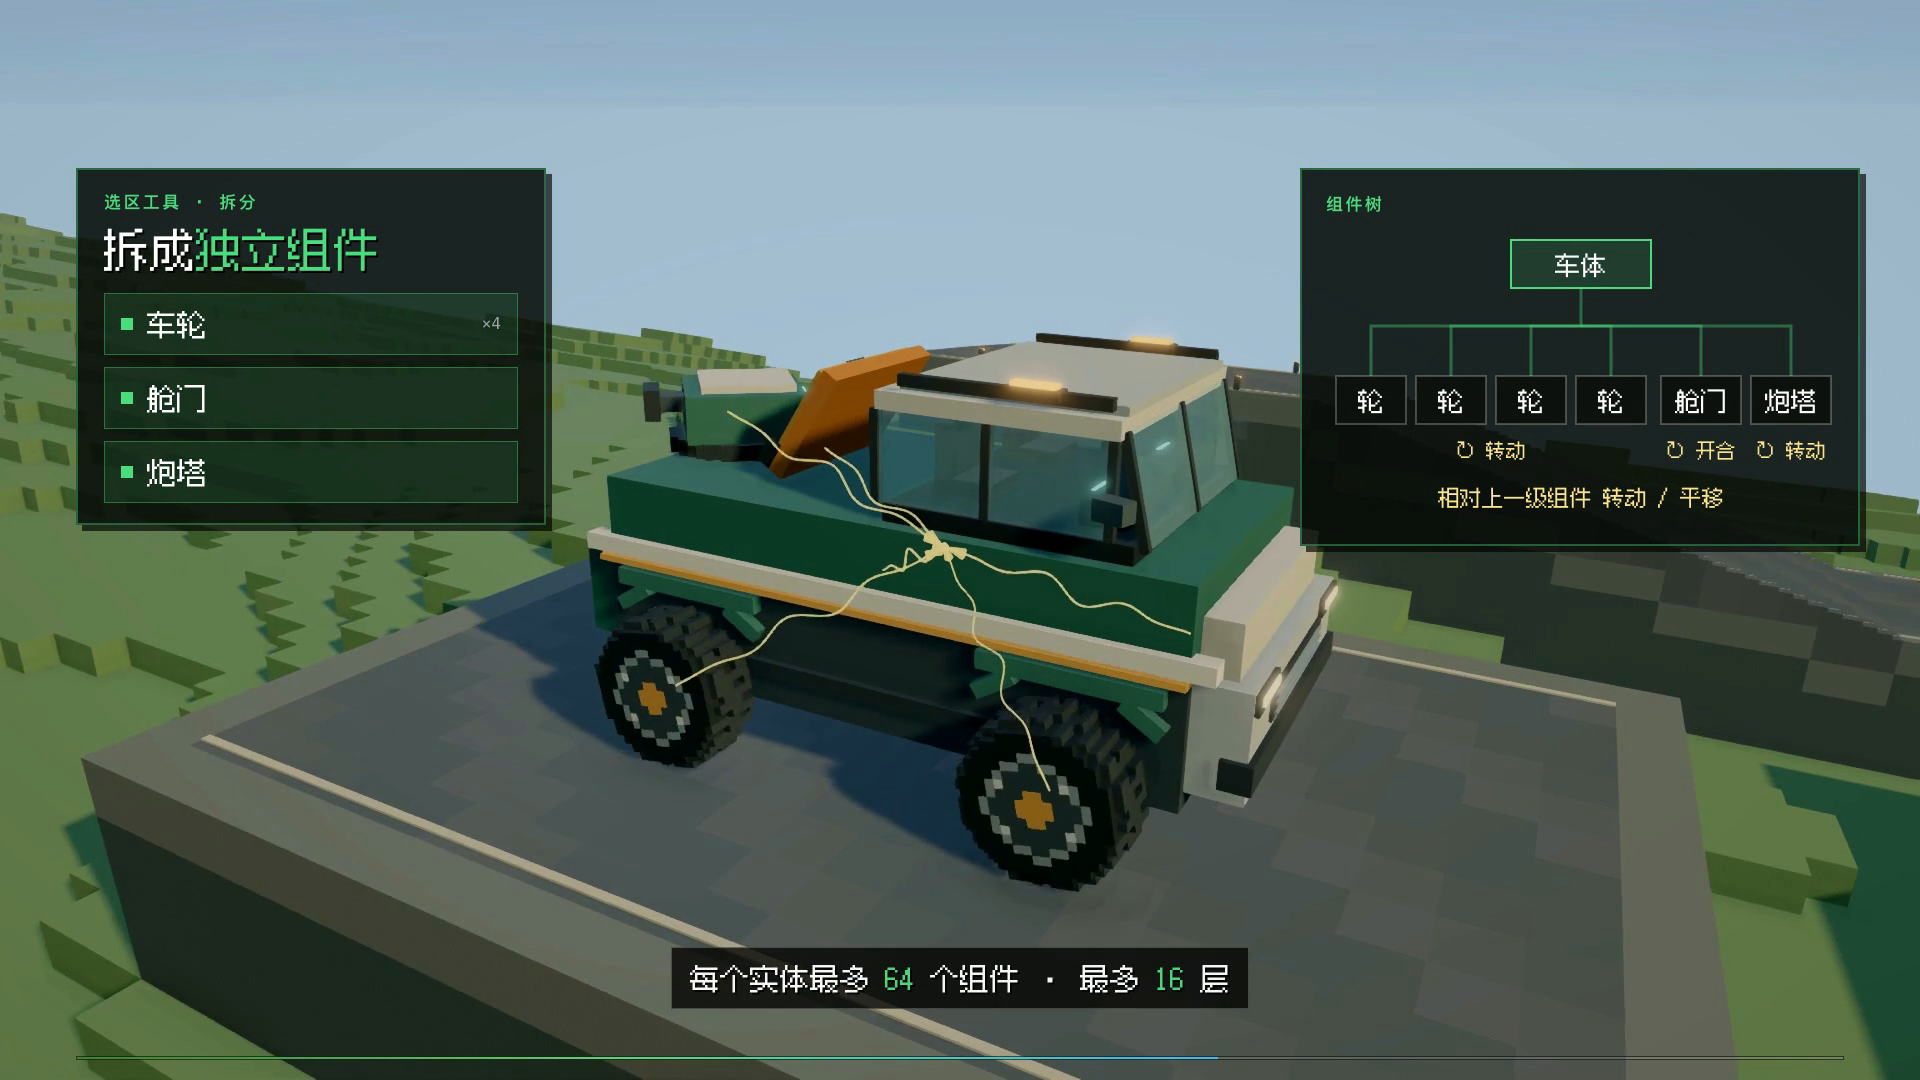 选区工具 · 拆分
拆成独立组件
车轮 ×4
舱门
炮塔
组件树
车体
轮 轮 轮 轮 舱门 炮塔
↻ 转动 ↻ 开合 ↻ 转动
相对上一级组件 转动 / 平移
每个实体最多 64 个组件 · 最多 16 层